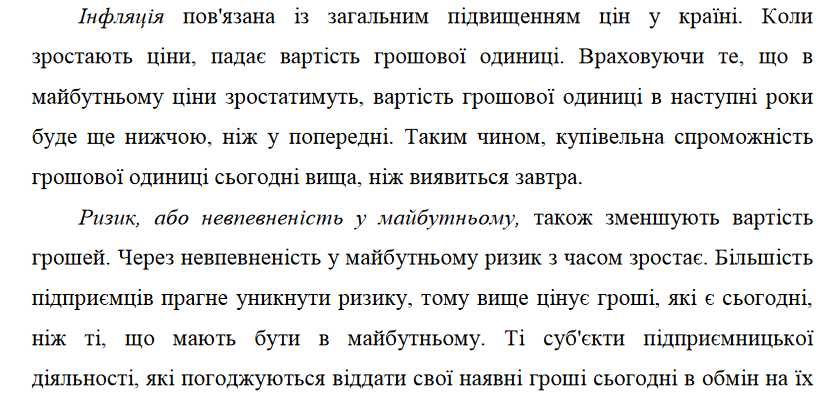 Інфляція пов'язана із загальним підвищенням цін у країні. Коли
зростають ціни, падає вартість грошової одиниці. Враховуючи те, що в
майбутньому ціни зростатимуть, вартість грошової одиниці в наступні роки
буде ще нижчою, ніж у попередні. Таким чином, купівельна спроможність
грошової одиниці сьогодні вища, ніж виявиться завтра.
Ризик, або невпевненість у майбутньому, також зменшують вартість
грошей. Через невпевненість у майбутньому ризик з часом зростає. Більшість
підприємців прагне уникнути ризику, тому вище цінує гроші, які є сьогодні,
ніж ті, що мають бути в майбутньому. Ті суб'єкти підприємницької
діяльності, які погоджуються віддати свої наявні гроші сьогодні в обмін на їх